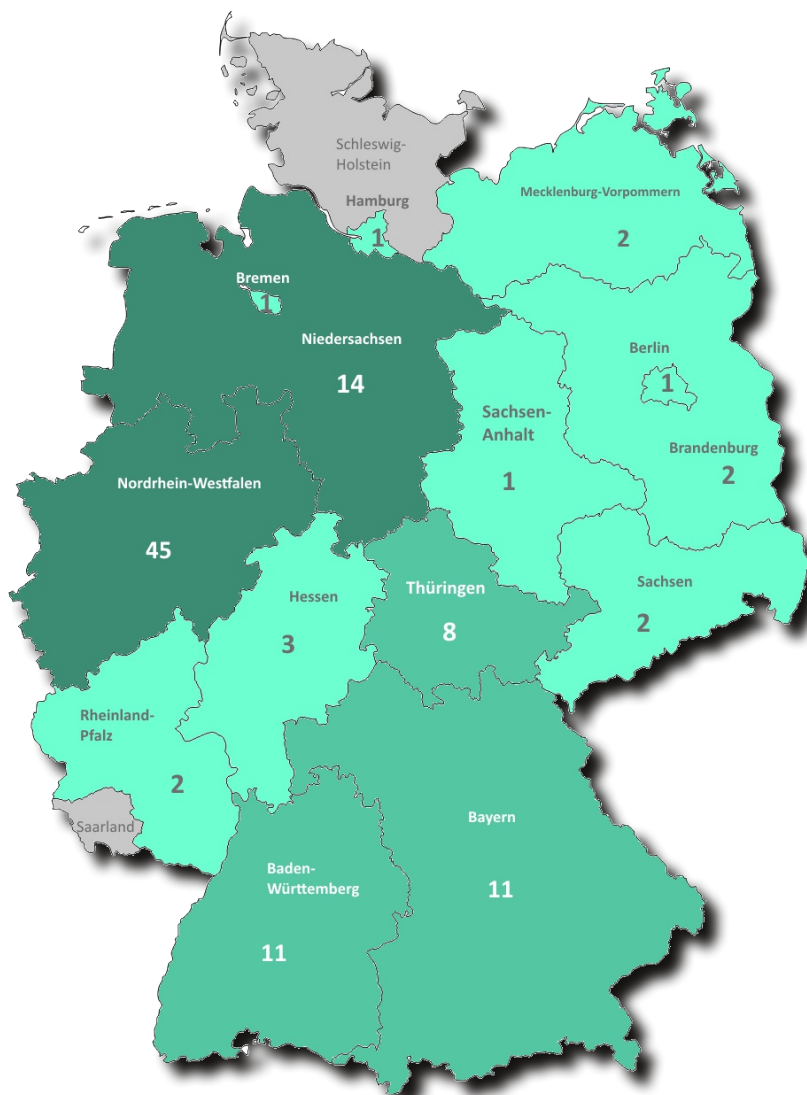 Schleswig-
Holstein
Hamburg
1
Mecklenburg-Vorpommern
2
Bremen
1
Niedersachsen
14
Berlin
1
Sachsen-
Anhalt
1
Brandenburg
2
Nordrhein-Westfalen
45
Hessen
3
Thüringen
8
Sachsen
2
Rheinland-
Pfalz
2
Saarland
Bayern
11
Baden-
Württemberg
11